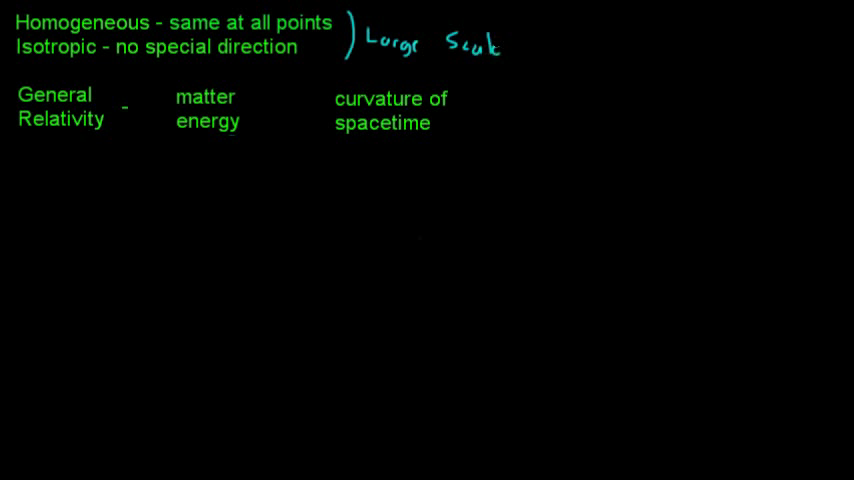 Homogeneous - same at all points
Isotropic - no special direction
) Large Scale
General Relativity -
matter energy
curvature of spacetime